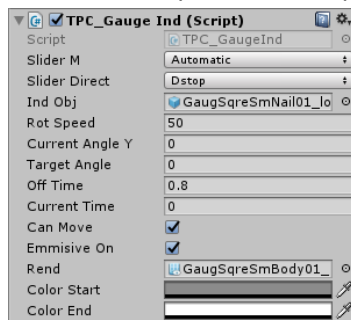 TPC_Gauge Ind (Script)
Script TPC_GaugeInd
Slider M Automatic
Slider Direct Dstop
Ind Obj GaugSqreSmNail01_lo
Rot Speed 50
Current Angle Y 0
Target Angle 0
Off Time 0.8
Current Time 0
Can Move
Emmisive On
Rend GaugSqreSmBody01_
Color Start
Color End